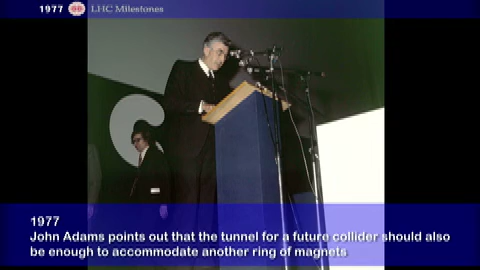 1977 LHC Milestones
1977
John Adams points out that the tunnel for a future collider should also
be enough to accommodate another ring of magnets